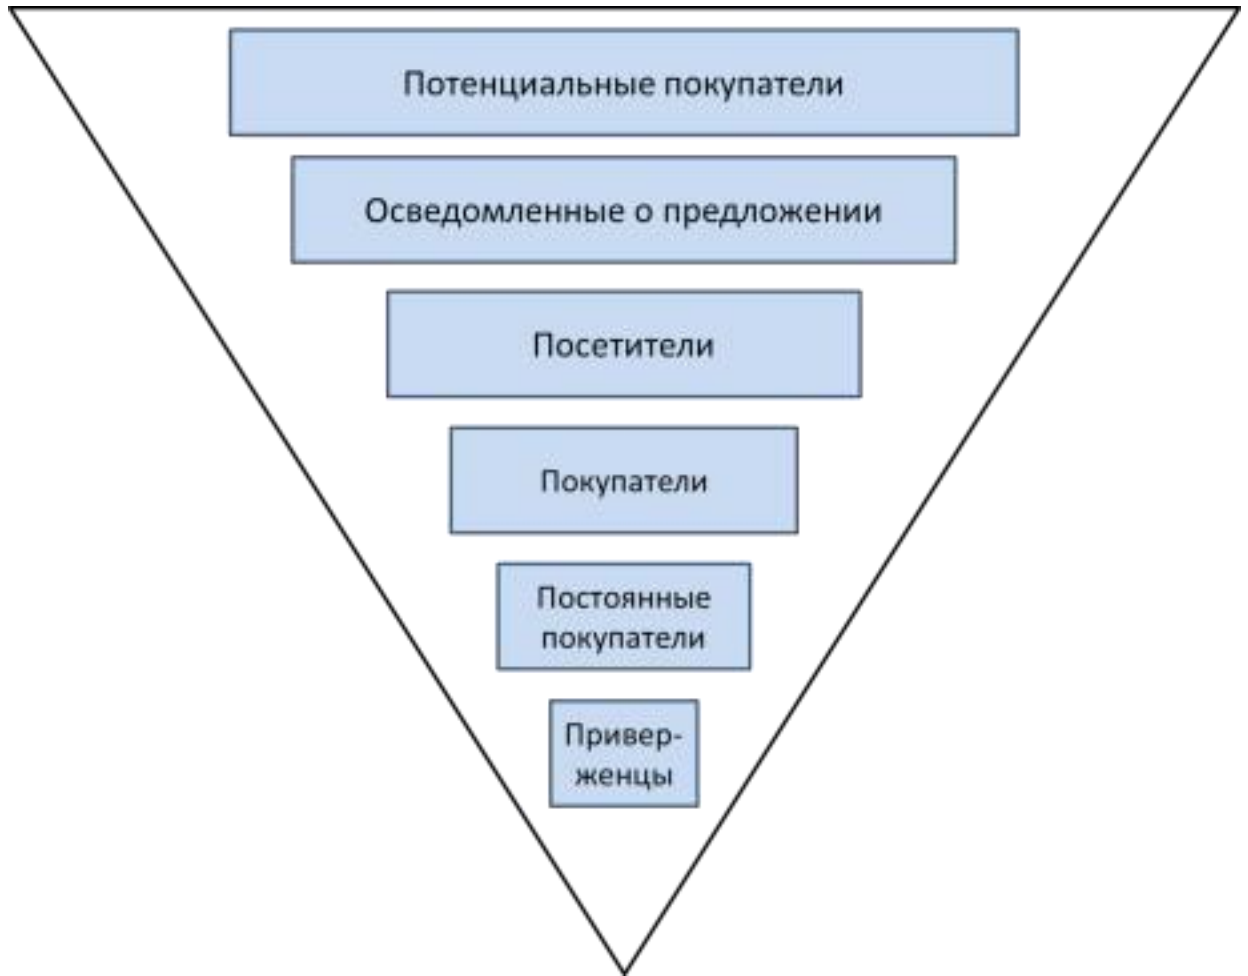 Потенциальные покупатели
Осведомленные о предложении
Посетители
Покупатели
Постоянные
покупатели
Привер-
женцы